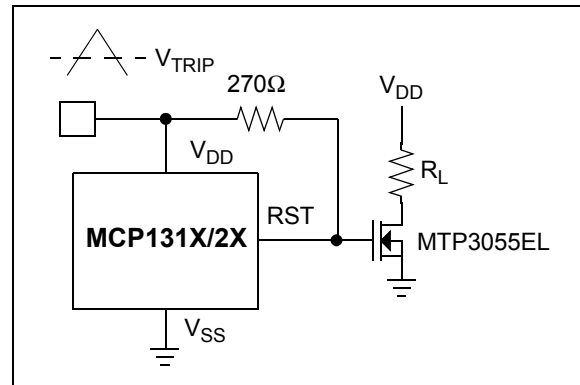 V_TRIP
270Ω
V_DD
V_DD
R_L
RST
MCP131X/2X
MTP3055EL
V_SS